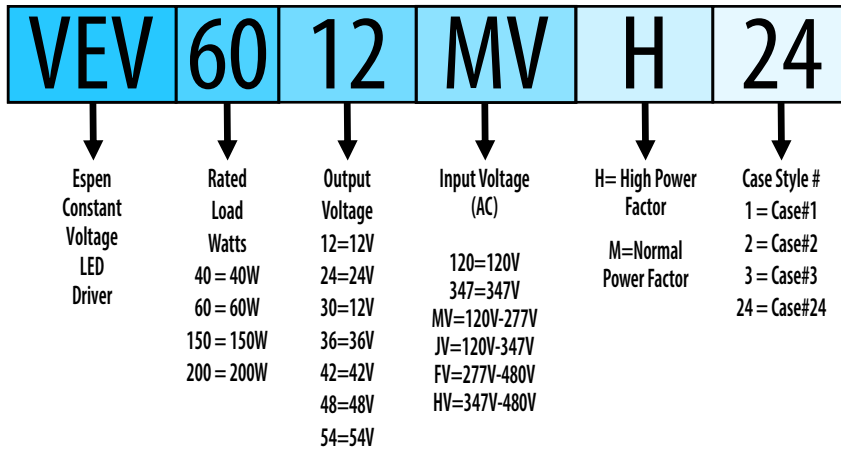 VEV 60 12 MV H 24
Espen
Constant
Voltage
LED
Driver
Rated
Load
Watts
40 = 40W
60 = 60W
150 = 150W
200 = 200W
Output
Voltage
12=12V
24=24V
30=12V
36=36V
42=42V
48=48V
54=54V
Input Voltage
(AC)
120=120V
347=347V
MV=120V-277V
JV=120V-347V
FV=277V-480V
HV=347V-480V
H= High Power
Factor
M=Normal
Power Factor
Case Style #
1 = Case#1
2 = Case#2
3 = Case#3
24 = Case#24